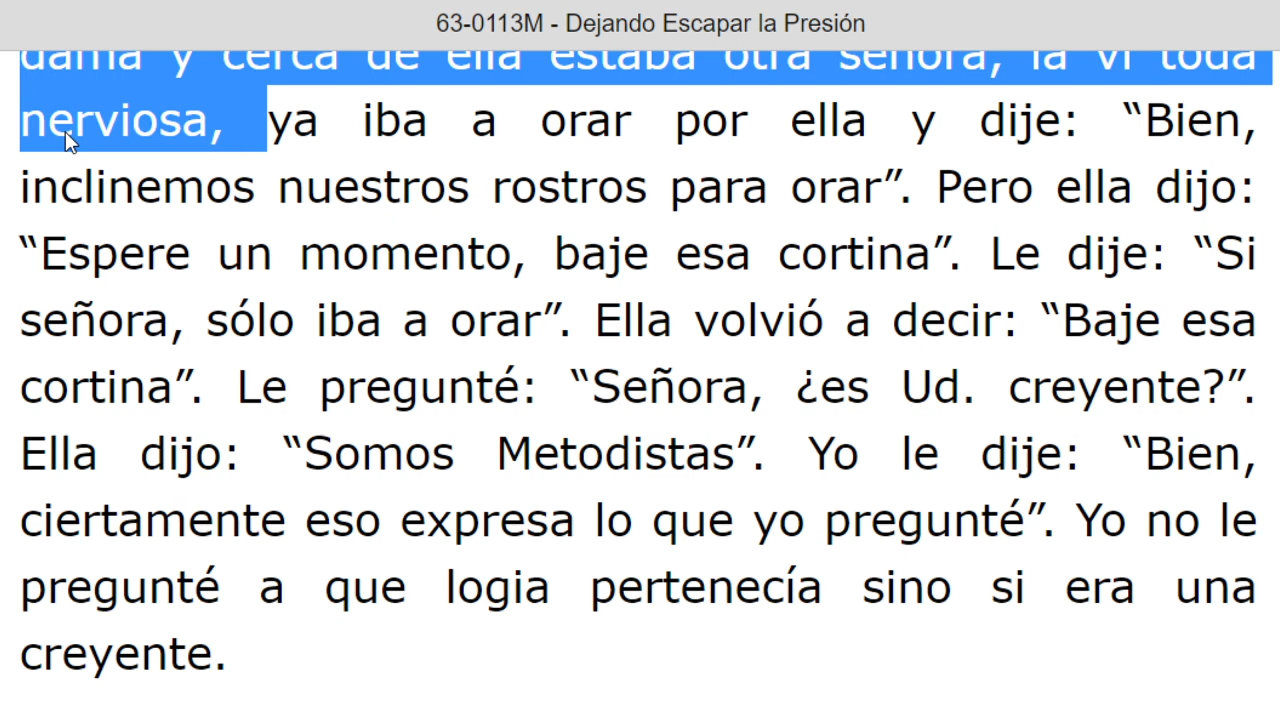 63-0113M - Dejando Escapar la Presión
dama y cerca de ella estaba otra señora, la vi toda
nerviosa, ya iba a orar por ella y dije: “Bien,
inclinemos nuestros rostros para orar”. Pero ella dijo:
“Espere un momento, baje esa cortina”. Le dije: “Si
señora, sólo iba a orar”. Ella volvió a decir: “Baje esa
cortina”. Le pregunté: “Señora, ¿es Ud. creyente?”.
Ella dijo: “Somos Metodistas”. Yo le dije: “Bien,
ciertamente eso expresa lo que yo pregunté”. Yo no le
pregunté a que logia pertenecía sino si era una
creyente.